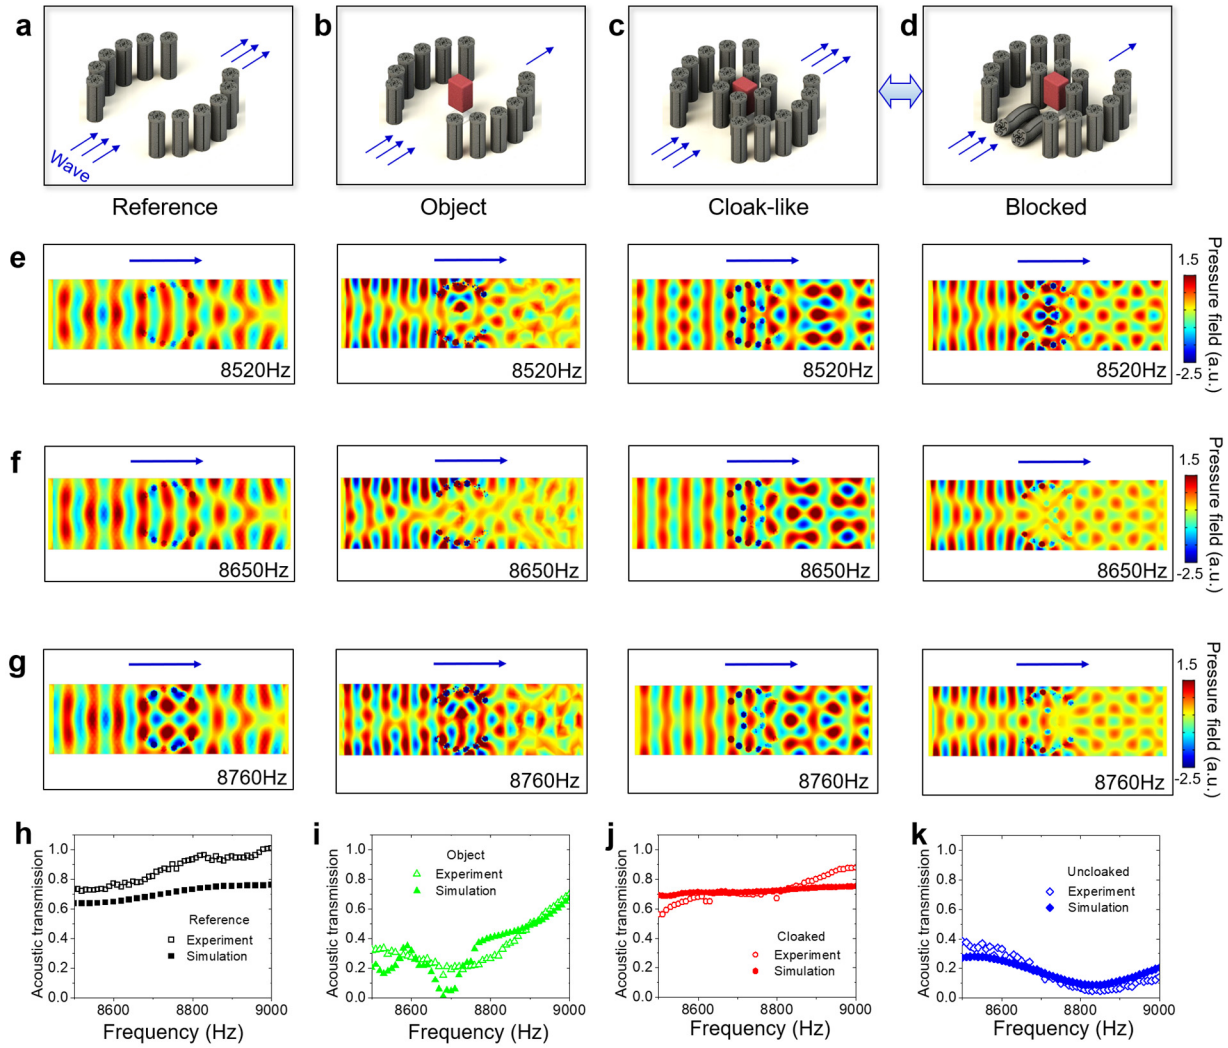 a
b
c
d
Wave
Reference
Object
Cloak-like
Blocked
e
8520Hz
8520Hz
8520Hz
8520Hz
1.5
-2.5
Pressure field (a.u.)
f
8650Hz
8650Hz
8650Hz
8650Hz
1.5
-2.5
Pressure field (a.u.)
g
8760Hz
8760Hz
8760Hz
8760Hz
1.5
-2.5
Pressure field (a.u.)
h
Acoustic transmission
1.0
0.8
0.6
0.4
0.2
0.0
Reference
Experiment
Simulation
8600 8800 9000
Frequency (Hz)
i
Acoustic transmission
1.0
0.8
0.6
0.4
0.2
0.0
Object
Experiment
Simulation
8600 8800 9000
Frequency (Hz)
j
Acoustic transmission
1.0
0.8
0.6
0.4
0.2
0.0
Cloaked
Experiment
Simulation
8600 8800 9000
Frequency (Hz)
k
Acoustic transmission
1.0
0.8
0.6
0.4
0.2
0.0
Uncloaked
Experiment
Simulation
8600 8800 9000
Frequency (Hz)